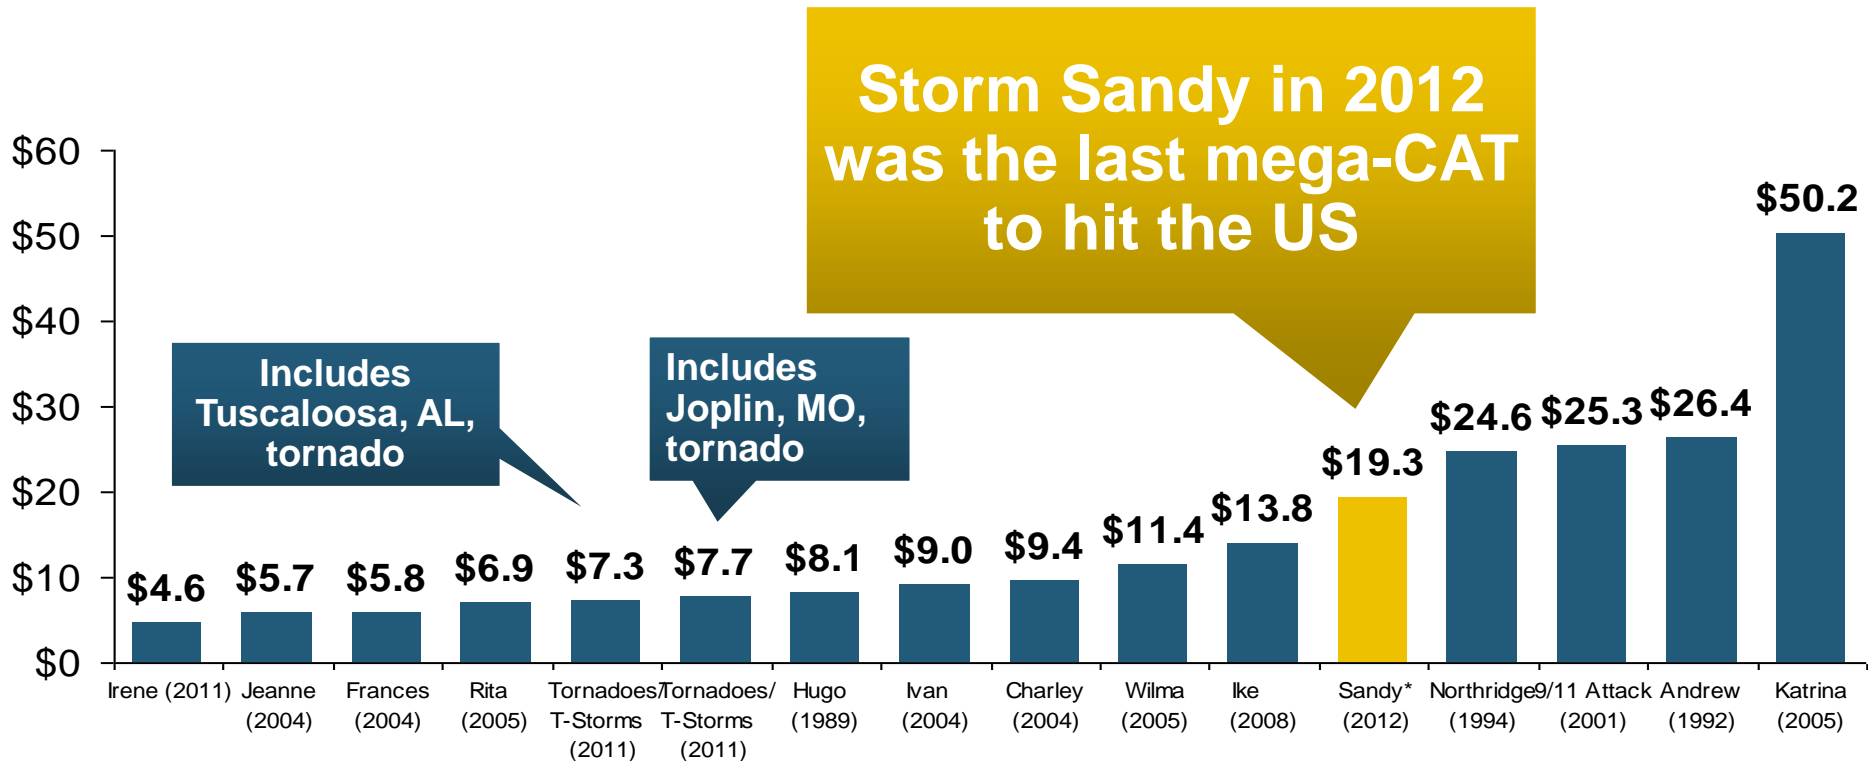 Storm Sandy in 2012
was the last mega-CAT
to hit the US
$60
$50
$40
$30
$20
$10
$0
Includes
Tuscaloosa, AL,
tornado
Includes
Joplin, MO,
tornado
$4.6
$5.7
$5.8
$6.9
$7.3
$7.7
$8.1
$9.0
$9.4
$11.4
$13.8
$19.3
$24.6
$25.3
$26.4
$50.2
Irene (2011)
Jeanne
(2004)
Frances
(2004)
Rita
(2005)
Tornadoes/
T-Storms
(2011)
Tornadoes/
T-Storms
(2011)
Hugo
(1989)
Ivan
(2004)
Charley
(2004)
Wilma
(2005)
Ike
(2008)
Sandy*
(2012)
Northridge
(1994)
9/11 Attack
(2001)
Andrew
(1992)
Katrina
(2005)